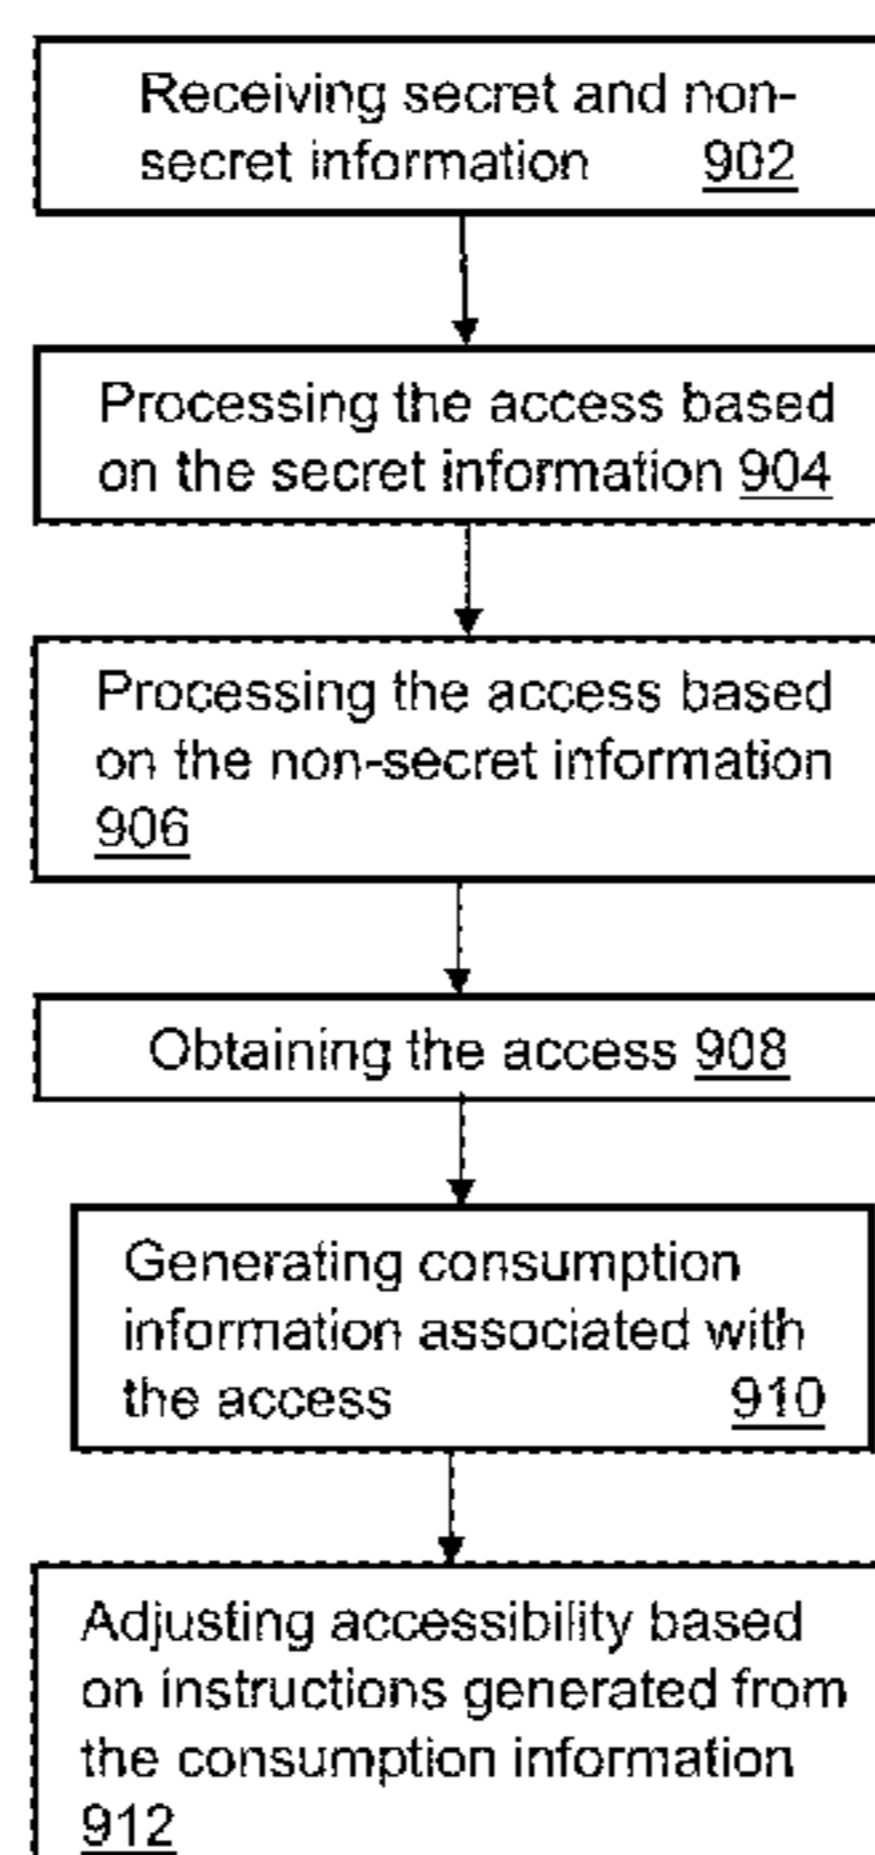 Receiving secret and non-
secret information 902
Processing the access based
on the secret information 904
Processing the access based
on the non-secret information
906
Obtaining the access 908
Generating consumption
information associated with
the access 910
Adjusting accessibility based
on instructions generated from
the consumption information
912